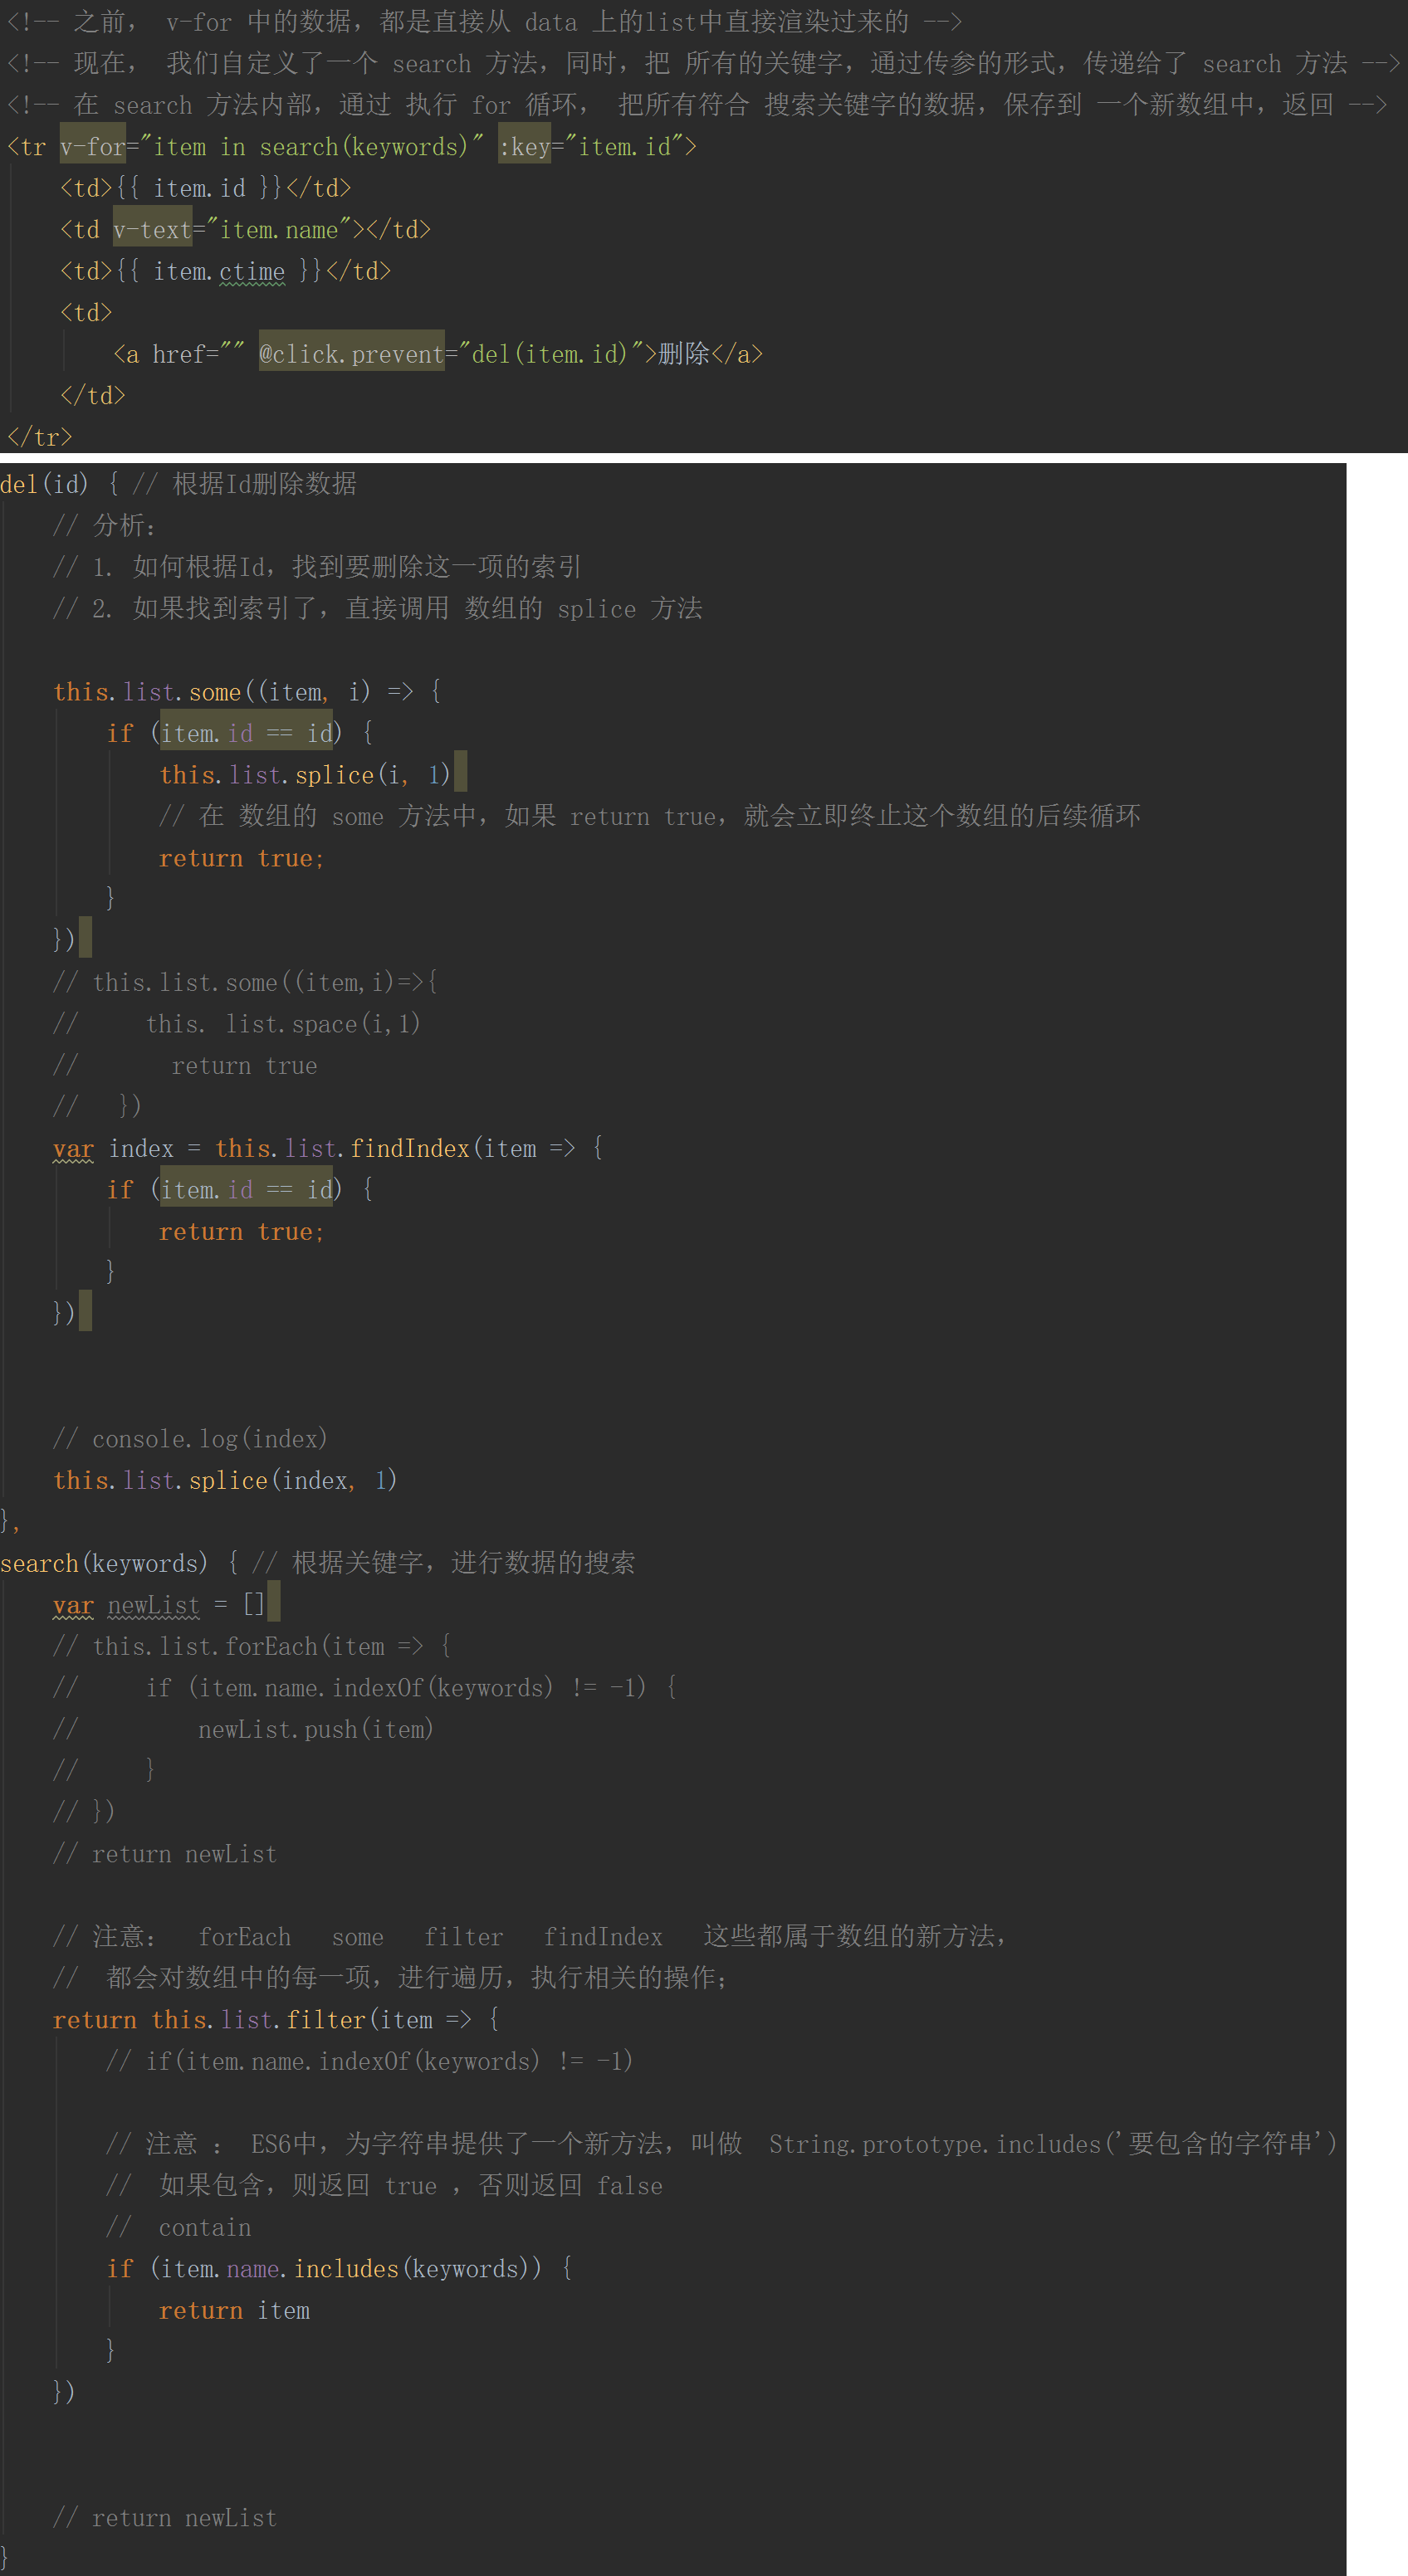 <!-- 之前， v-for 中的数据，都是直接从 data 上的list中直接渲染过来的 -->
<!-- 现在， 我们自定义了一个 search 方法，同时，把 所有的关键字，通过传参的形式，传递给了 search 方法 -->
<!-- 在 search 方法内部，通过 执行 for 循环， 把所有符合 搜索关键字的数据，保存到 一个新数组中，返回 -->
<tr v-for="item in search(keywords)" :key="item.id">
    <td>{{ item.id }}</td>
    <td v-text="item.name"></td>
    <td>{{ item.ctime }}</td>
    <td>
        <a href="" @click.prevent="del(item.id)">删除</a>
    </td>
</tr>
del(id) { // 根据Id删除数据
    // 分析：
    // 1. 如何根据Id，找到要删除这一项的索引
    // 2. 如果找到索引了，直接调用 数组的 splice 方法
    this.list.some((item, i) => {
        if (item.id == id) {
            this.list.splice(i, 1)
            // 在 数组的 some 方法中，如果 return true，就会立即终止这个数组的后续循环
            return true;
        }
    })
    // this.list.some((item,i)=>{
    //     this. list.space(i,1)
    //       return true
    //   })
    var index = this.list.findIndex(item => {
        if (item.id == id) {
            return true;
        }
    })
    // console.log(index)
    this.list.splice(index, 1)
},
search(keywords) { // 根据关键字，进行数据的搜索
    var newList = []
    // this.list.forEach(item => {
    //     if (item.name.indexOf(keywords) != -1) {
    //         newList.push(item)
    //     }
    // })
    // return newList
    // 注意：  forEach   some   filter   findIndex   这些都属于数组的新方法，
    //  都会对数组中的每一项，进行遍历，执行相关的操作；
    return this.list.filter(item => {
        // if(item.name.indexOf(keywords) != -1)
        // 注意 ： ES6中，为字符串提供了一个新方法，叫做  String.prototype.includes('要包含的字符串')
        //  如果包含，则返回 true ，否则返回 false
        //  contain
        if (item.name.includes(keywords)) {
            return item
        }
    })
    // return newList
}